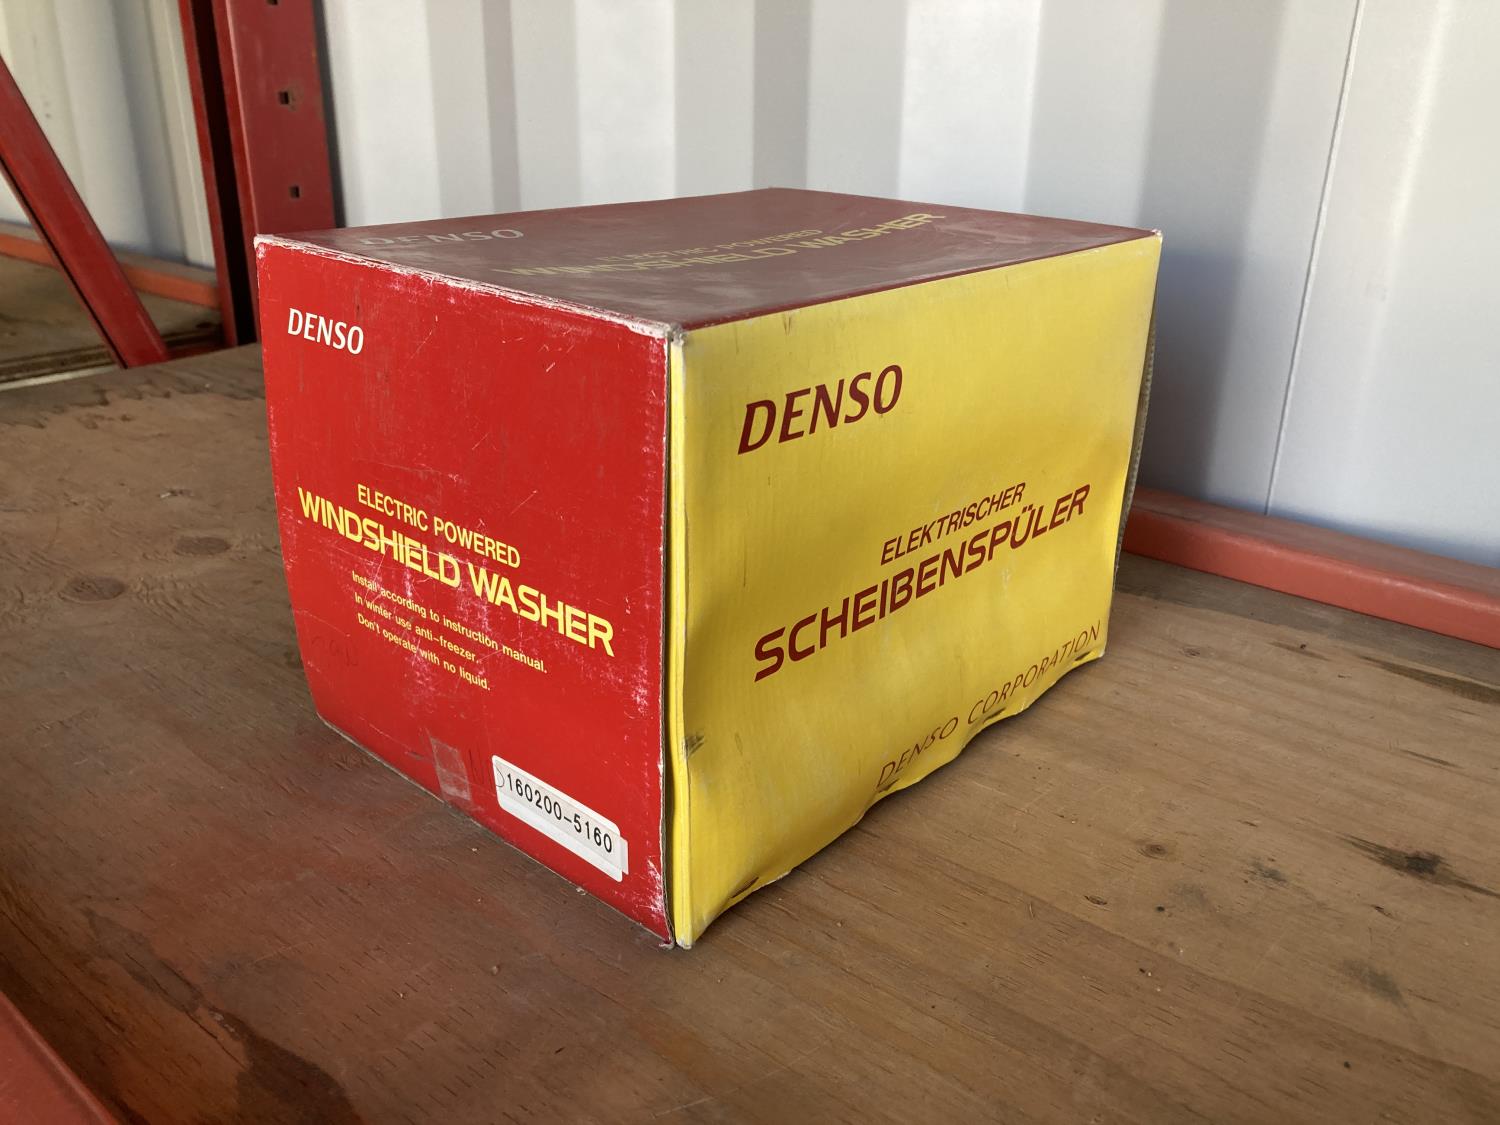 DENSO
ELECTRIC POWERED
WINDSHIELD WASHER
DENSO
ELECTRIC POWERED
WINDSHIELD WASHER
Install according to instruction manual.
In winter use anti-freezer.
Don't operate with no liquid.
160200-5160
DENSO
ELEKTRISCHER
SCHEIBENSPÜLER
DENSO CORPORATION